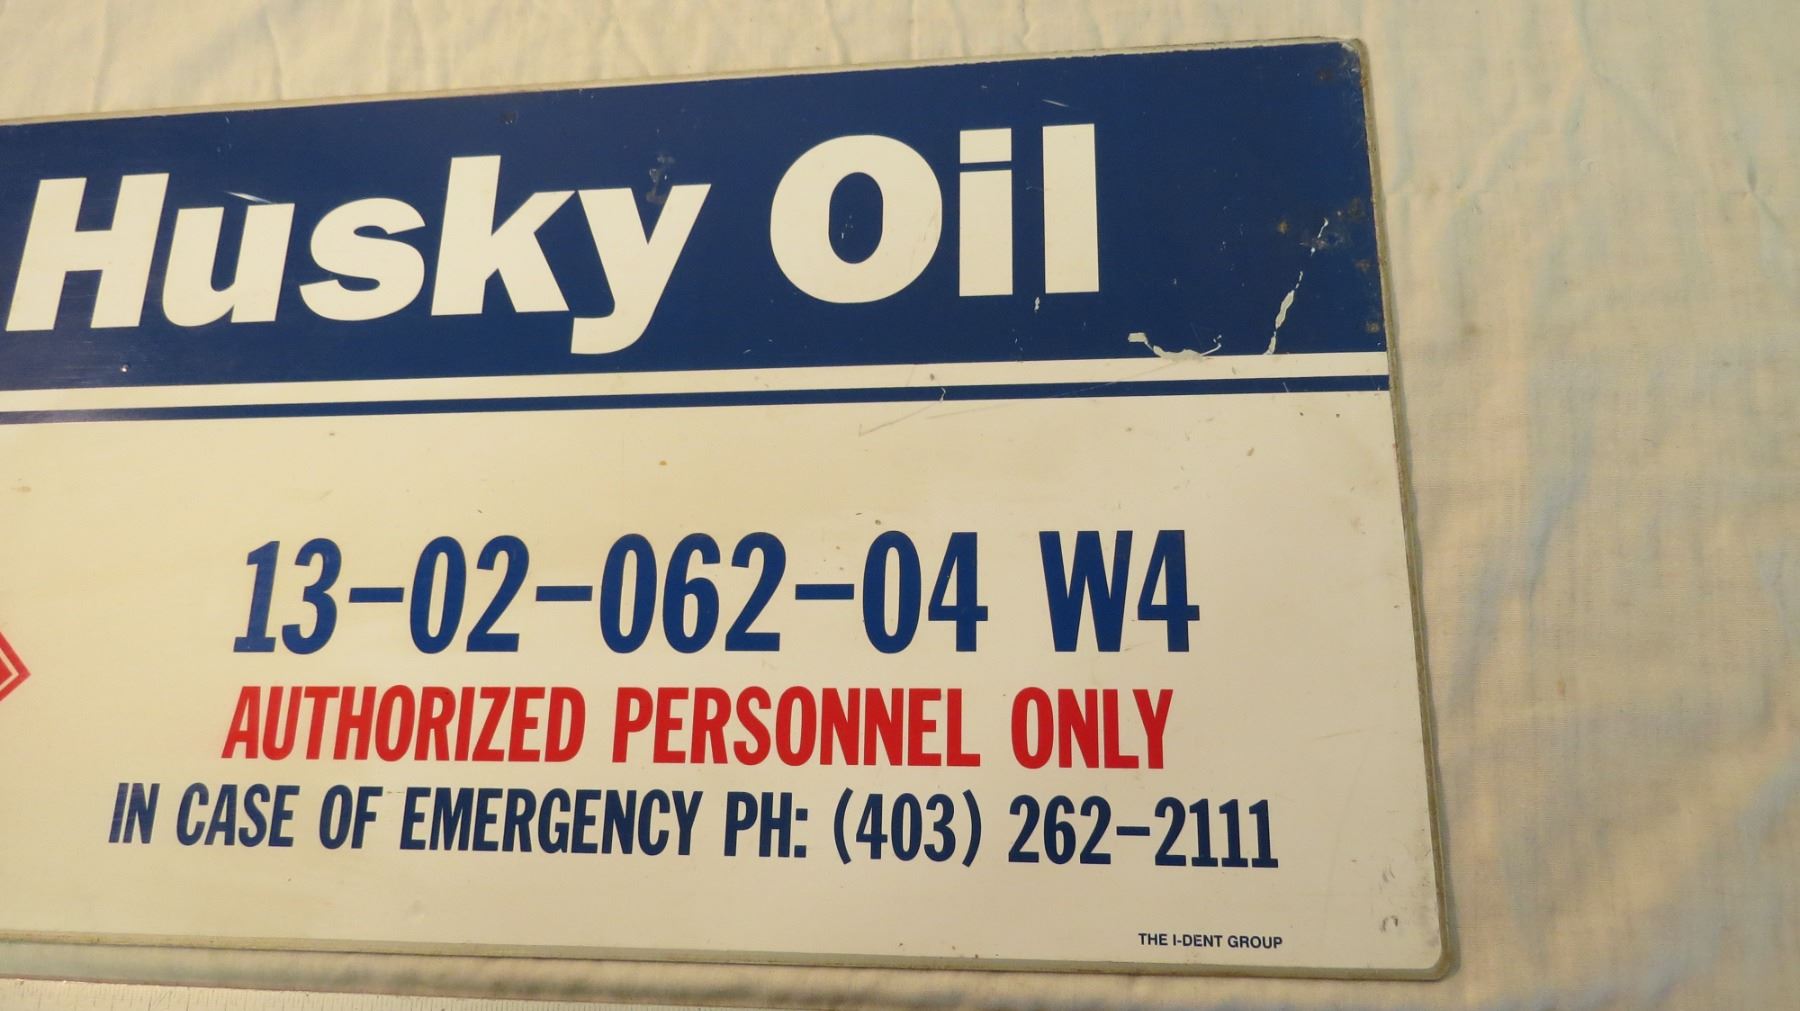 Husky Oil
13-02-062-04 W4
AUTHORIZED PERSONNEL ONLY
IN CASE OF EMERGENCY PH: (403) 262-2111
THE I-DENT GROUP